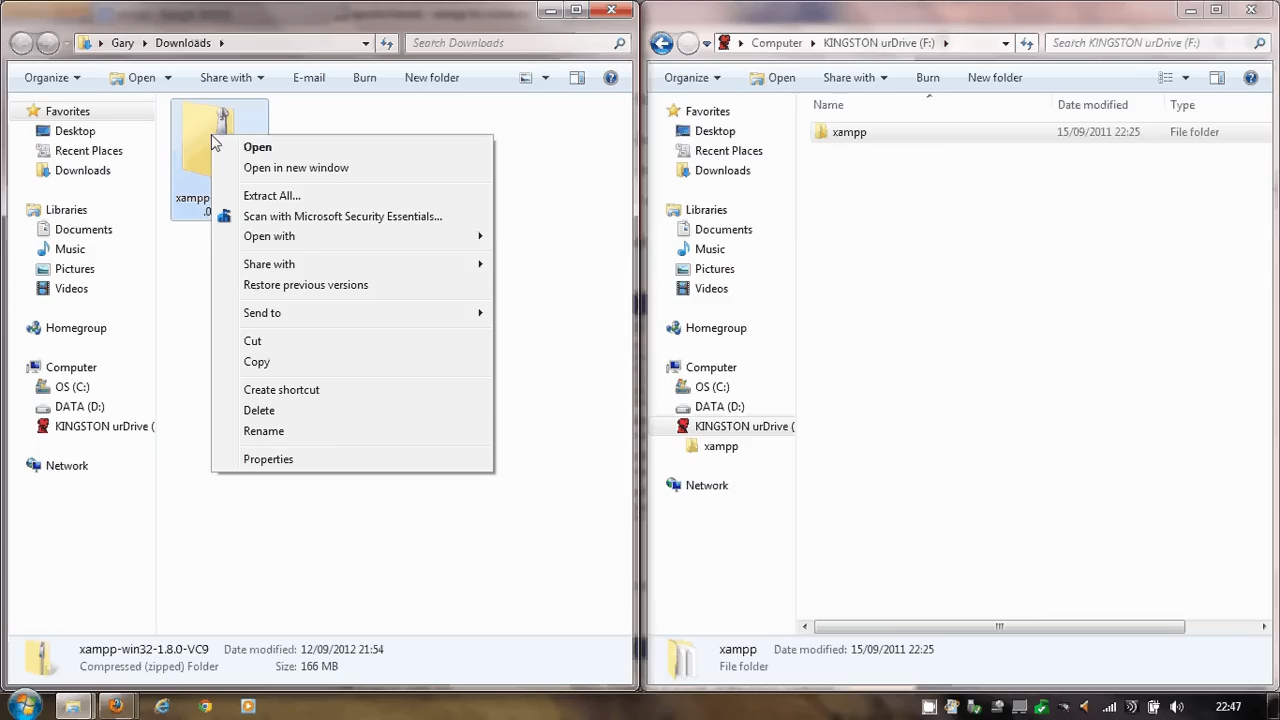 Gary
Downloads
Search Downloads
Organize
Open
Share with
E-mail
Burn
New folder
Favorites
Desktop
Recent Places
Downloads
Libraries
Documents
Music
Pictures
Videos
Homegroup
Computer
OS (C:)
DATA (D:)
KINGSTON urDrive (
Network
xampp
.0
Open
Open in new window
Extract All...
Scan with Microsoft Security Essentials...
Open with
Share with
Restore previous versions
Send to
Cut
Copy
Create shortcut
Delete
Rename
Properties
xampp-win32-1.8.0-VC9 Date modified: 12/09/2012 21:54
Compressed (zipped) Folder Size: 166 MB
Computer
KINGSTON urDrive (F:)
Search KINGSTON urDrive (F:)
Organize
Open
Share with
Burn
New folder
Favorites
Desktop
Recent Places
Downloads
Libraries
Documents
Music
Pictures
Videos
Homegroup
Computer
OS (C:)
DATA (D:)
KINGSTON urDrive (
xampp
Network
Name Date modified Type
xampp 15/09/2011 22:25 File folder
xampp Date modified: 15/09/2011 22:25
File folder
22:47